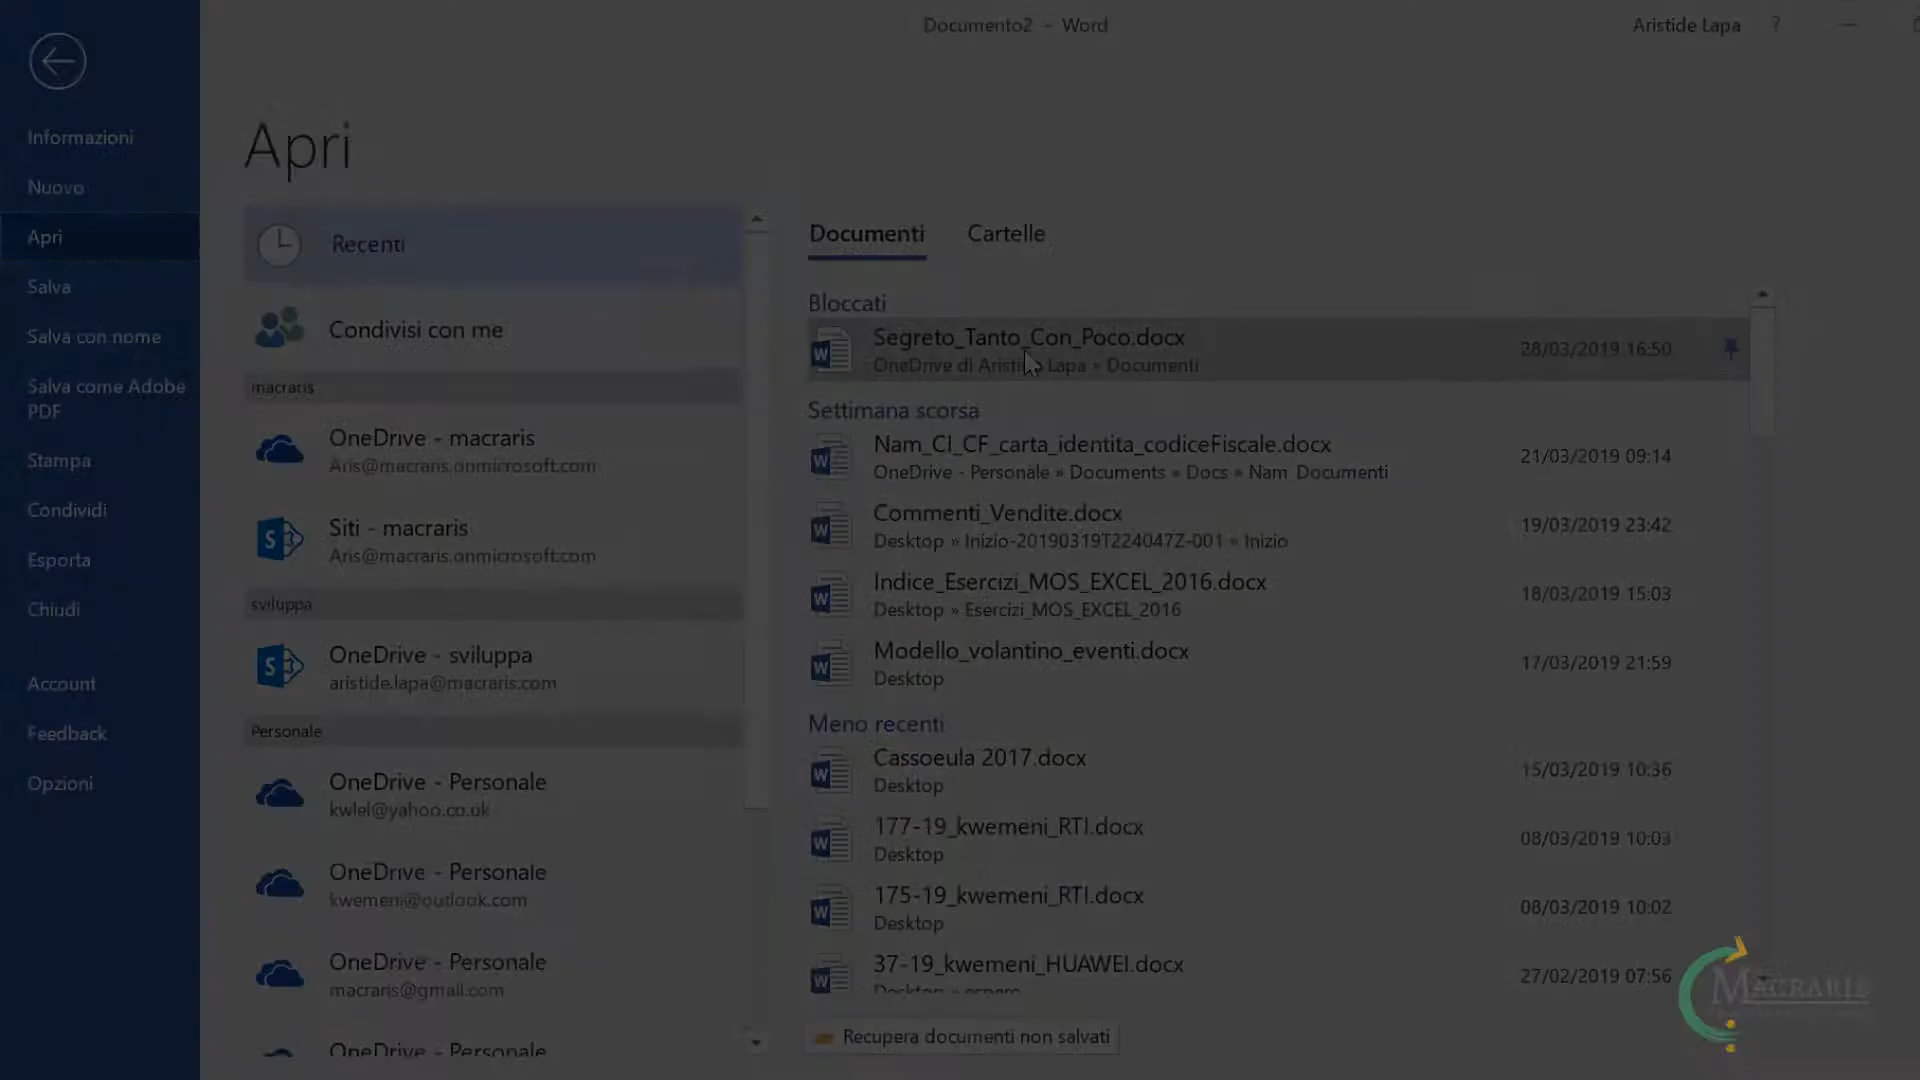 Documento2 - Word
Aristide Lapa ?
Informazioni
Nuovo
Apri
Salva
Salva con nome
Salva come Adobe
PDF
Stampa
Condividi
Esporta
Chiudi
Account
Feedback
Opzioni
Apri
Recenti
Condivisi con me
macraris
OneDrive - macraris
Aris@macraris.onmicrosoft.com
Siti - macraris
Aris@macraris.onmicrosoft.com
sviluppa
OneDrive - sviluppa
aristide.lapa@macraris.com
Personale
OneDrive - Personale
kwlel@yahoo.co.uk
OneDrive - Personale
kwemeni@outlook.com
OneDrive - Personale
macraris@gmail.com
OneDrive - Personale
Documenti Cartelle
Bloccati
Segreto_Tanto_Con_Poco.docx
OneDrive di Aristide Lapa » Documenti
28/03/2019 16:50
Settimana scorsa
Nam_CI_CF_carta_identita_codiceFiscale.docx
OneDrive - Personale » Documents » Docs » Nam_Documenti
21/03/2019 09:14
Commenti_Vendite.docx
Desktop » Inizio-20190319T224047Z-001 » Inizio
19/03/2019 23:42
Indice_Esercizi_MOS_EXCEL_2016.docx
Desktop » Esercizi_MOS_EXCEL_2016
18/03/2019 15:03
Modello_volantino_eventi.docx
Desktop
17/03/2019 21:59
Meno recenti
Cassoeula 2017.docx
Desktop
15/03/2019 10:36
177-19_kwemeni_RTI.docx
Desktop
08/03/2019 10:03
175-19_kwemeni_RTI.docx
Desktop
08/03/2019 10:02
37-19_kwemeni_HUAWEI.docx
Desktop » espero
27/02/2019 07:56
Recupera documenti non salvati
MACRARIS